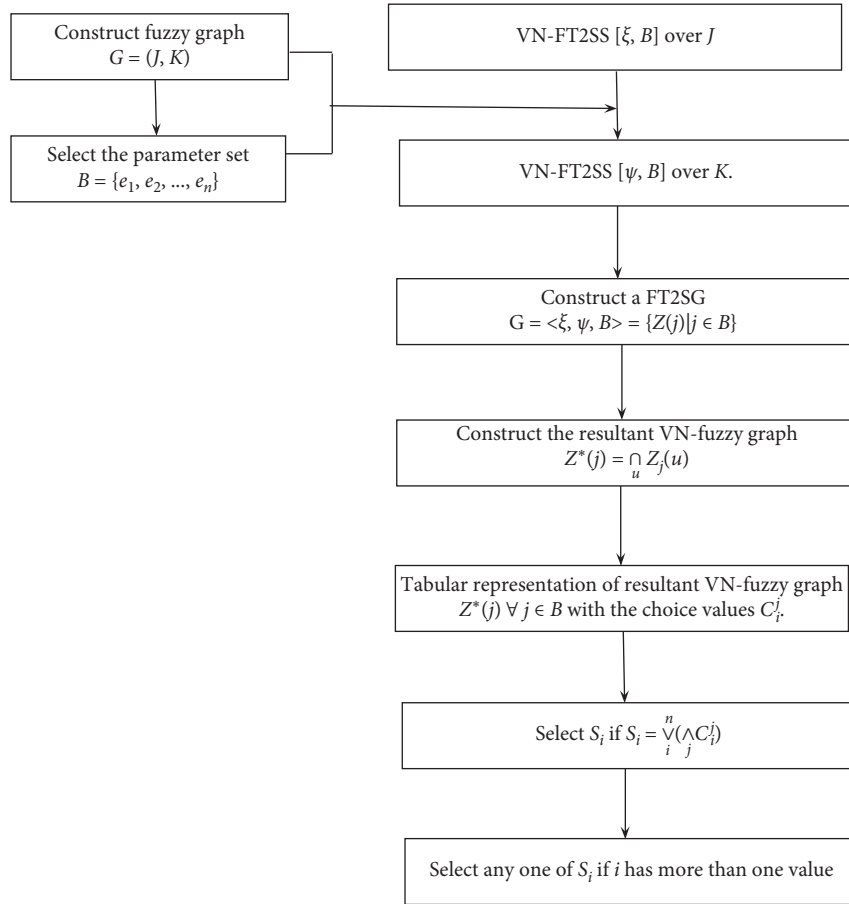 Construct fuzzy graph
G = (J, K)
Select the parameter set
B = {e₁, e₂, ..., eₙ}
VN-FT2SS [ξ, B] over J
VN-FT2SS [ψ, B] over K.
Construct a FT2SG
G = <ξ, ψ, B> = {Z(j)|j ∈ B}
Construct the resultant VN-fuzzy graph
Z*(j) = ∩ Zⱼ(u)
u
Tabular representation of resultant VN-fuzzy graph
Z*(j) ∀ j ∈ B with the choice values Cᵢʲ.
n
Select Sᵢ if Sᵢ = ∨(∧Cᵢʲ)
i j
Select any one of Sᵢ if i has more than one value